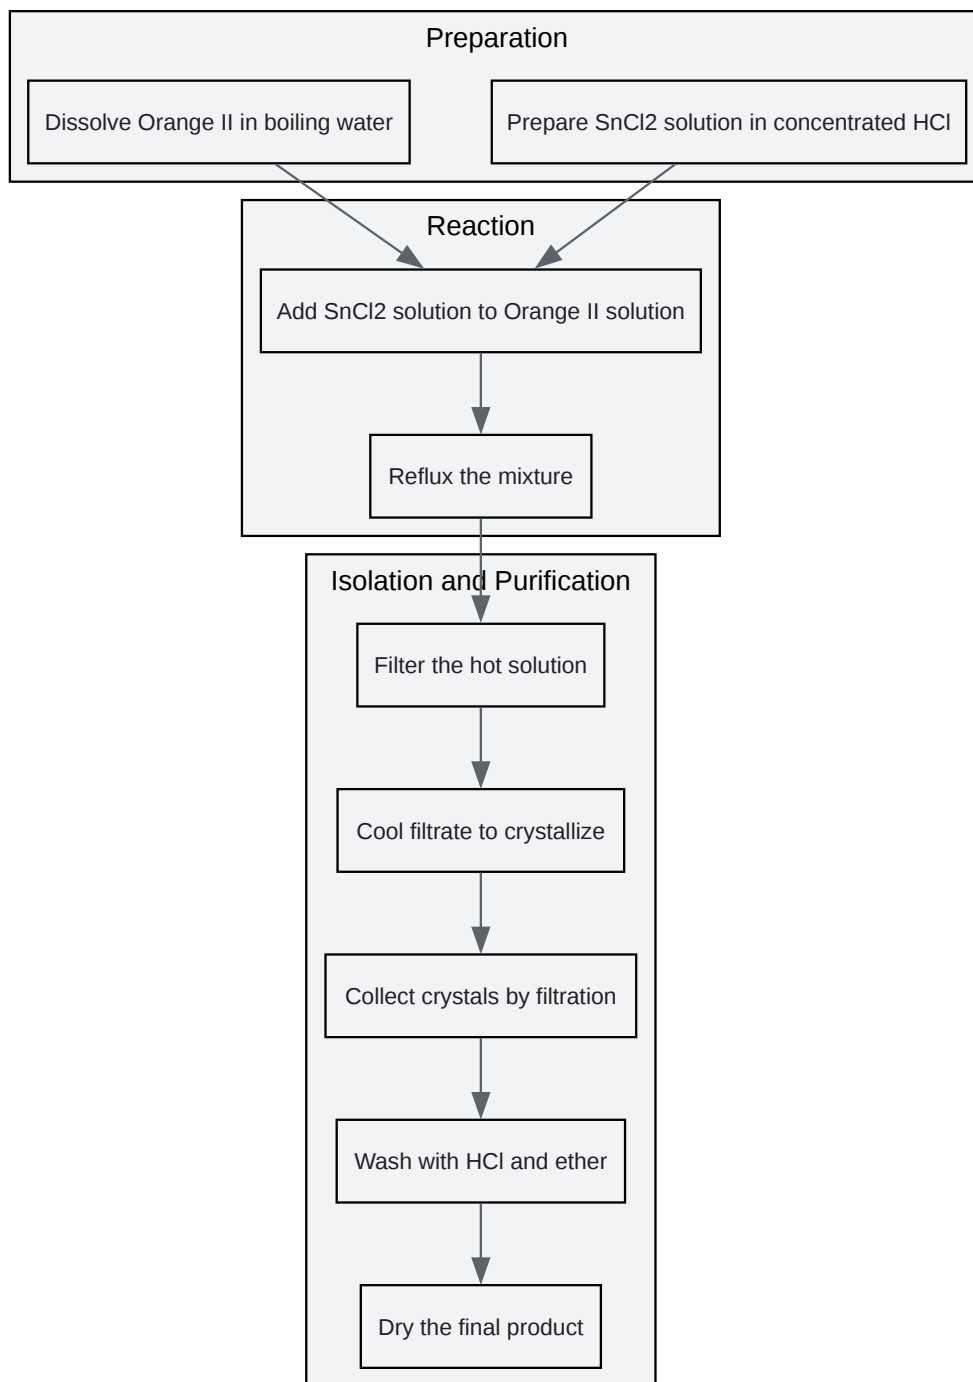 Preparation
Dissolve Orange II in boiling water
Prepare SnCl2 solution in concentrated HCl
Reaction
Add SnCl2 solution to Orange II solution
Reflux the mixture
Isolation and Purification
Filter the hot solution
Cool filtrate to crystallize
Collect crystals by filtration
Wash with HCl and ether
Dry the final product